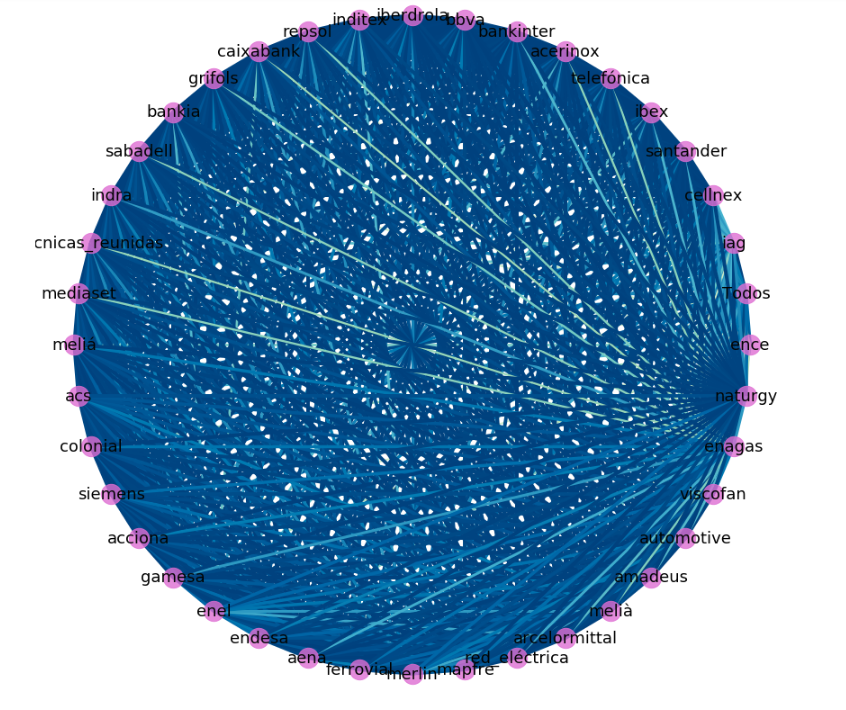 iberdrola
inditex
bbva
repsol
bankinter
caixabank
acerinox
grifols
telefónica
bankia
ibex
sabadell
santander
indra
cellnex
cnicas_reunidas
iag
mediaset
Todos
meliá
ence
acs
naturgy
colonial
enagas
siemens
viscofan
acciona
automotive
gamesa
amadeus
enel
melià
endesa
arcelormittal
aena
red_eléctrica
ferrovial
mapfre
merlin